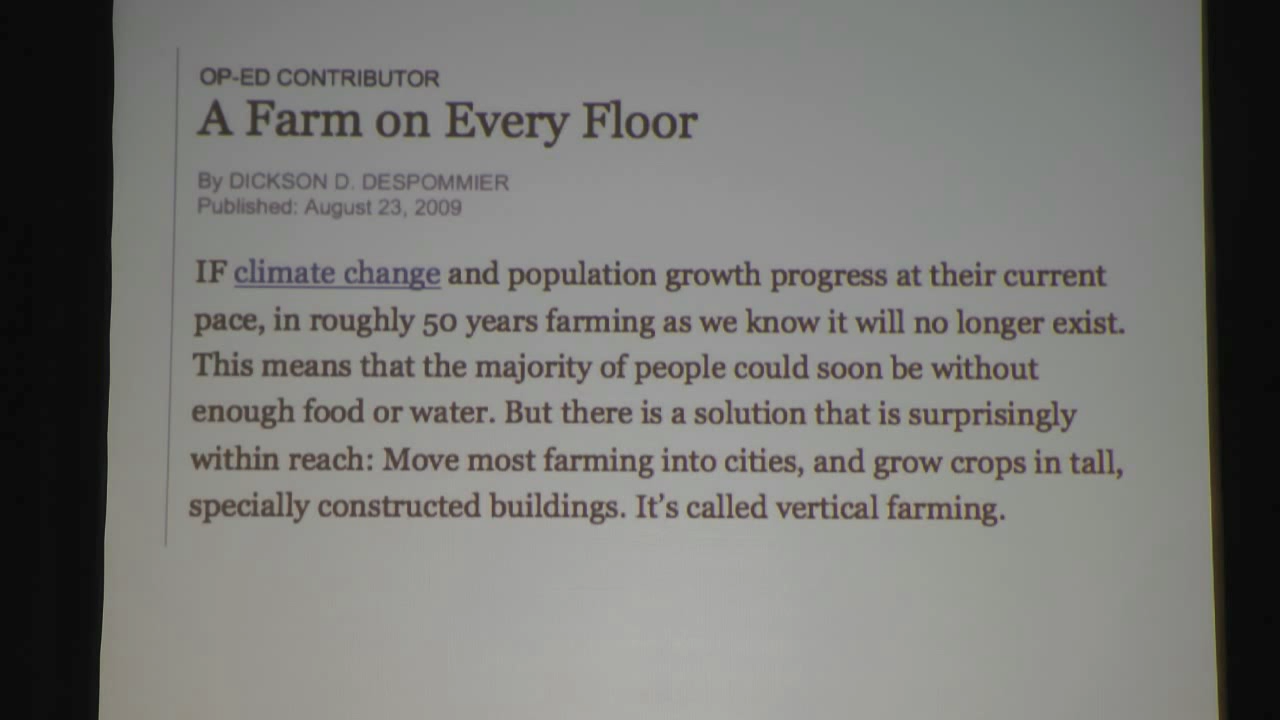 OP-ED CONTRIBUTOR
A Farm on Every Floor
By DICKSON D. DESPOMMIER
Published: August 23, 2009
IF climate change and population growth progress at their current
pace, in roughly 50 years farming as we know it will no longer exist.
This means that the majority of people could soon be without
enough food or water. But there is a solution that is surprisingly
within reach: Move most farming into cities, and grow crops in tall,
specially constructed buildings. It’s called vertical farming.